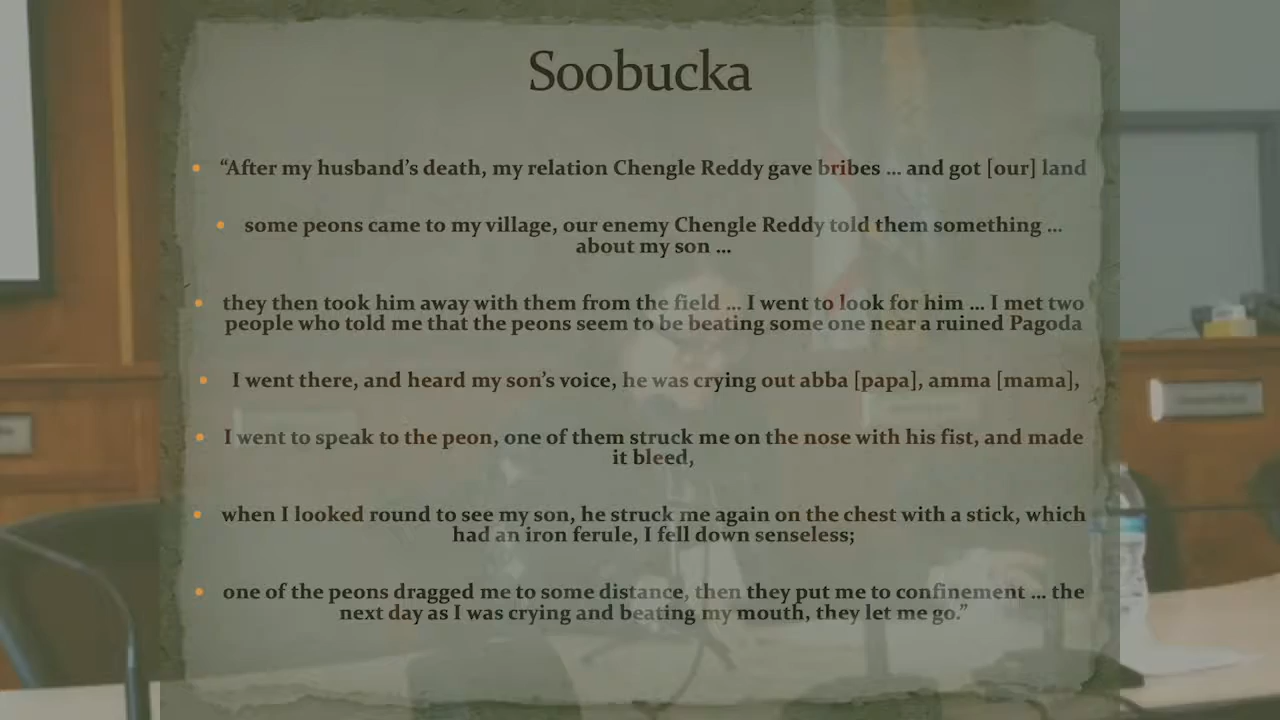 Soobucka
• “After my husband’s death, my relation Chengle Reddy gave bribes ... and got [our] land
• some peons came to my village, our enemy Chengle Reddy told them something ...
about my son ...
• they then took him away with them from the field ... I went to look for him ... I met two
people who told me that the peons seem to be beating some one near a ruined Pagoda
• I went there, and heard my son’s voice, he was crying out abba [papa], amma [mama],
• I went to speak to the peon, one of them struck me on the nose with his fist, and made
it bleed,
• when I looked round to see my son, he struck me again on the chest with a stick, which
had an iron ferule, I fell down senseless;
• one of the peons dragged me to some distance, then they put me to confinement ... the
next day as I was crying and beating my mouth, they let me go.”